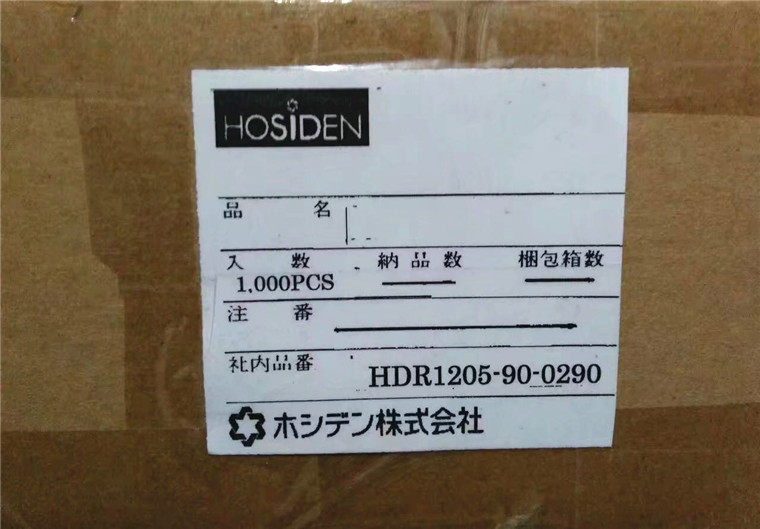 HOSiDEN
品 名
入 数 納品数 梱包箱数
1,000PCS
注 番
社内品番 HDR1205-90-0290
ホシデン株式会社